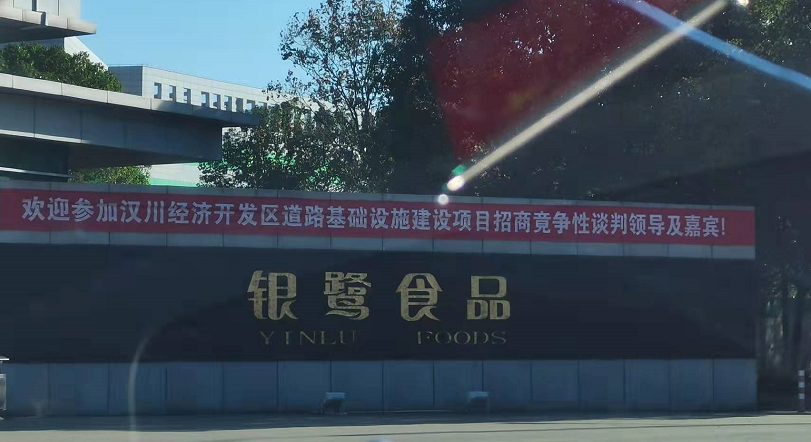 欢迎参加汉川经济开发区道路基础设施建设项目招商竞争性谈判领导及嘉宾!
银鹭食品
YINLU FOODS